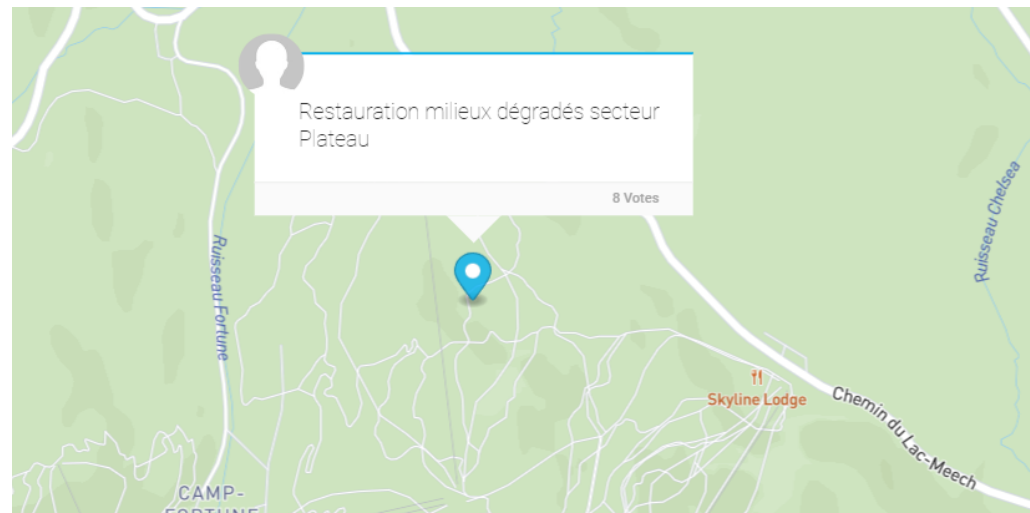 Restauration milieux dégradés secteur
Plateau
8 Votes
Ruisseau Fortune
Ruisseau Chelsea
Skyline Lodge
Chemin du Lac-Meech
CAMP-
FORTUNE